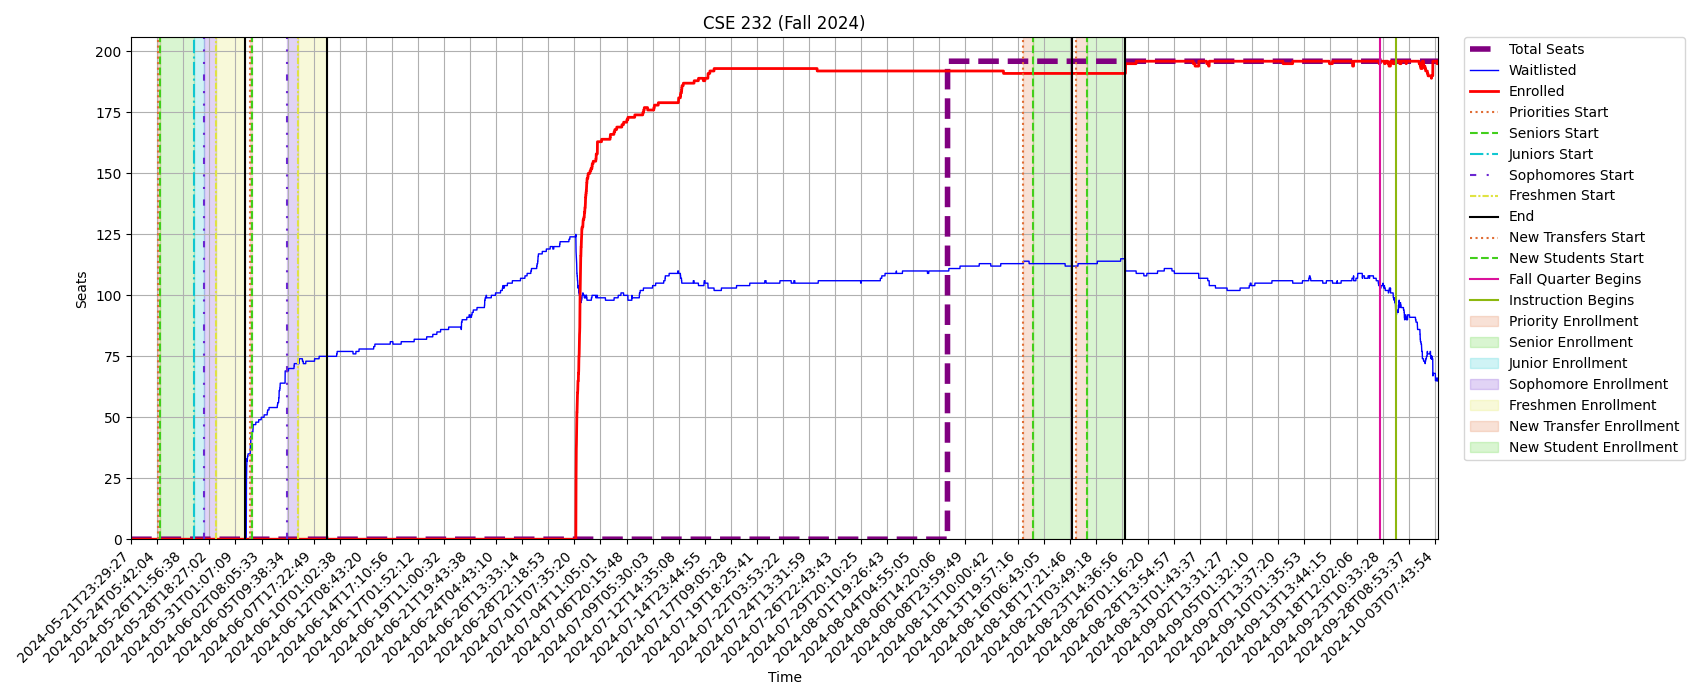 CSE 232 (Fall 2024)
Seats
200
175
150
125
100
75
50
25
0
2024-05-21T23:29:27
2024-05-24T05:42:04
2024-05-26T11:56:38
2024-05-28T18:27:02
2024-05-31T01:07:09
2024-06-02T08:05:33
2024-06-05T09:38:34
2024-06-07T17:22:49
2024-06-10T01:02:38
2024-06-12T08:43:20
2024-06-14T17:10:56
2024-06-17T01:52:12
2024-06-19T11:00:32
2024-06-21T19:43:38
2024-06-24T04:43:10
2024-06-26T13:33:14
2024-06-28T22:18:53
2024-07-01T07:35:20
2024-07-04T11:05:01
2024-07-06T20:15:48
2024-07-09T05:30:03
2024-07-12T14:35:08
2024-07-14T23:44:55
2024-07-17T09:05:28
2024-07-19T18:25:41
2024-07-22T03:53:22
2024-07-24T13:31:59
2024-07-26T22:43:43
2024-07-29T20:10:25
2024-08-01T19:26:43
2024-08-04T04:55:05
2024-08-06T14:20:06
2024-08-08T23:59:49
2024-08-11T10:00:42
2024-08-13T19:57:16
2024-08-16T06:43:05
2024-08-18T17:21:46
2024-08-21T03:49:18
2024-08-23T14:36:56
2024-08-26T01:16:20
2024-08-28T13:54:57
2024-08-31T01:43:37
2024-09-02T13:31:27
2024-09-05T01:32:10
2024-09-07T13:37:20
2024-09-10T01:35:53
2024-09-13T13:44:15
2024-09-18T12:02:06
2024-09-23T10:33:28
2024-09-28T08:53:37
2024-10-03T07:43:54
Time
Total Seats
Waitlisted
Enrolled
Priorities Start
Seniors Start
Juniors Start
Sophomores Start
Freshmen Start
End
New Transfers Start
New Students Start
Fall Quarter Begins
Instruction Begins
Priority Enrollment
Senior Enrollment
Junior Enrollment
Sophomore Enrollment
Freshmen Enrollment
New Transfer Enrollment
New Student Enrollment